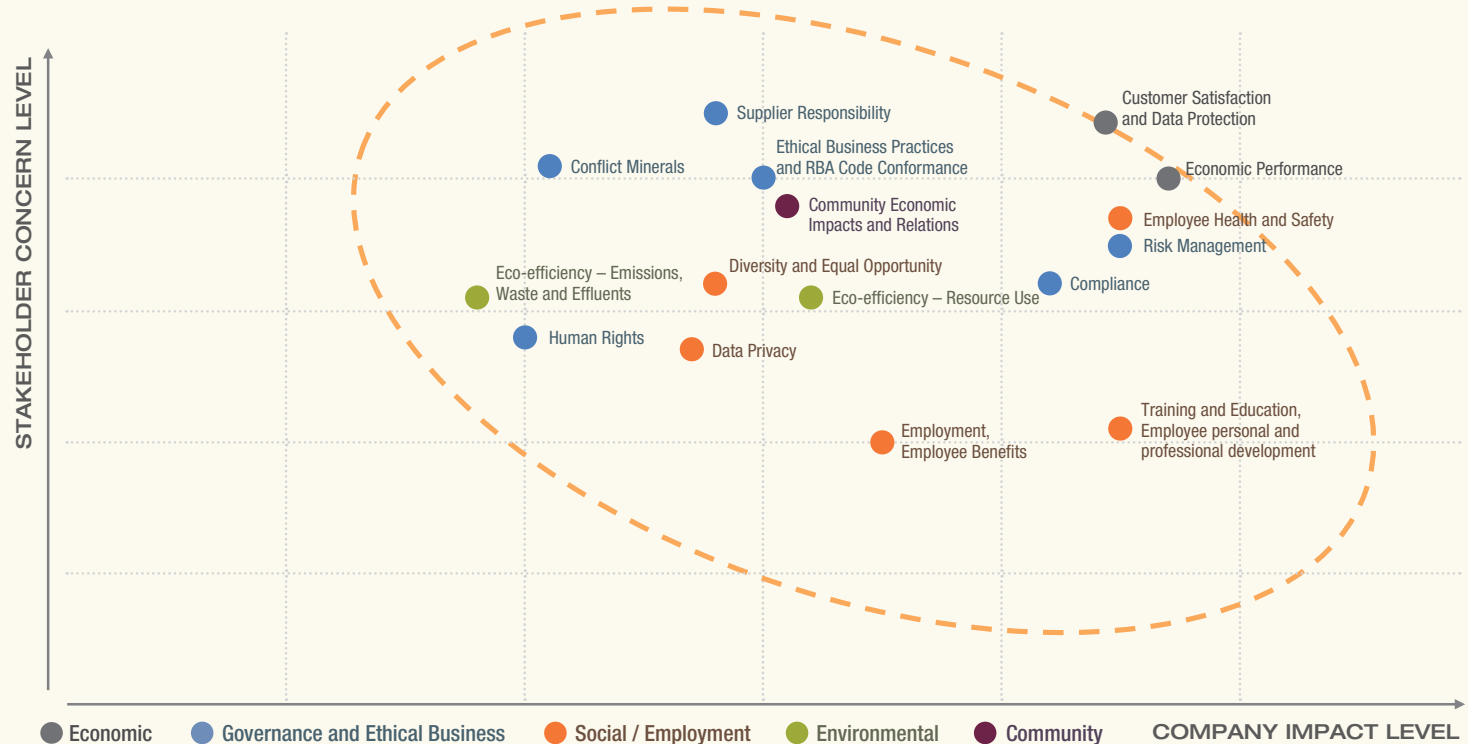 STAKEHOLDER CONCERN LEVEL
Customer Satisfaction
and Data Protection
Supplier Responsibility
Ethical Business Practices
and RBA Code Conformance
Conflict Minerals
Economic Performance
Community Economic
Impacts and Relations
Employee Health and Safety
Risk Management
Diversity and Equal Opportunity
Eco-efficiency – Emissions,
Waste and Effluents
Compliance
Eco-efficiency – Resource Use
Human Rights
Data Privacy
Training and Education,
Employee personal and
professional development
Employment,
Employee Benefits
Economic
Governance and Ethical Business
Social / Employment
Environmental
Community
COMPANY IMPACT LEVEL